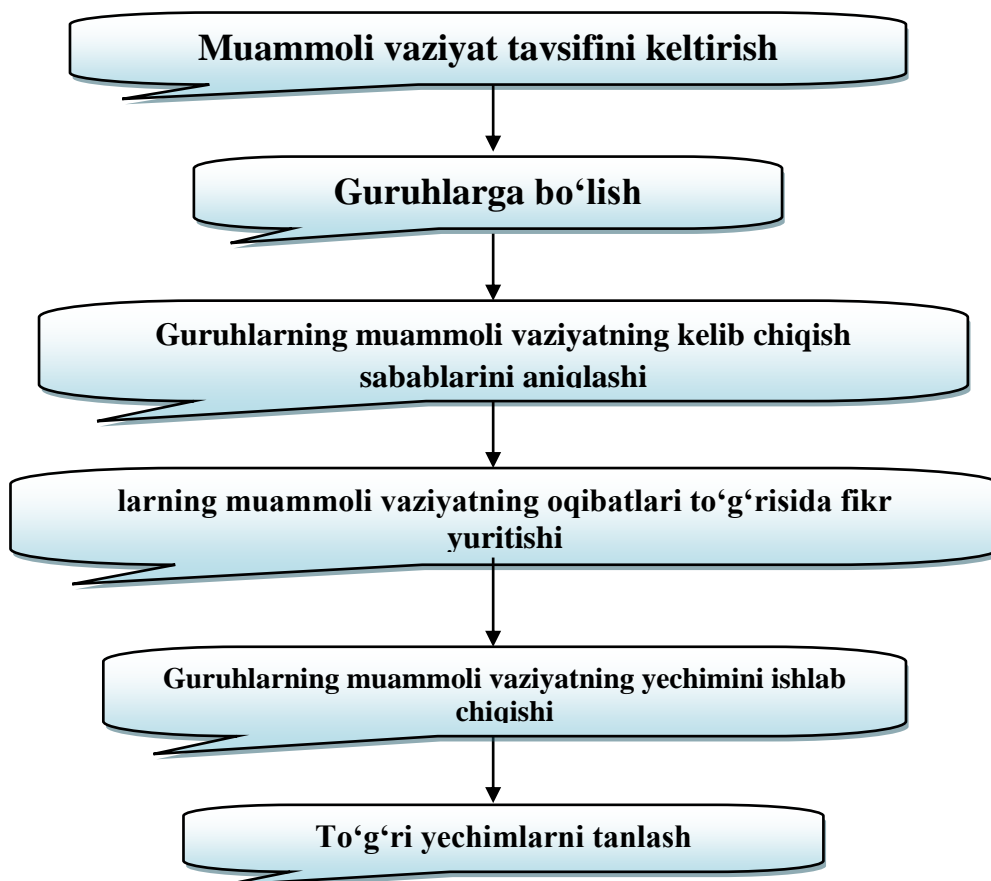 Muammoli vaziyat tavsifini keltirish
Guruhlarga bo‘lish
Guruhlarning muammoli vaziyatning kelib chiqish
sabablarini aniqlashi
larning muammoli vaziyatning oqibatlari to‘g‘risida fikr
yuritishi
Guruhlarning muammoli vaziyatning yechimini ishlab
chiqishi
To‘g‘ri yechimlarni tanlash